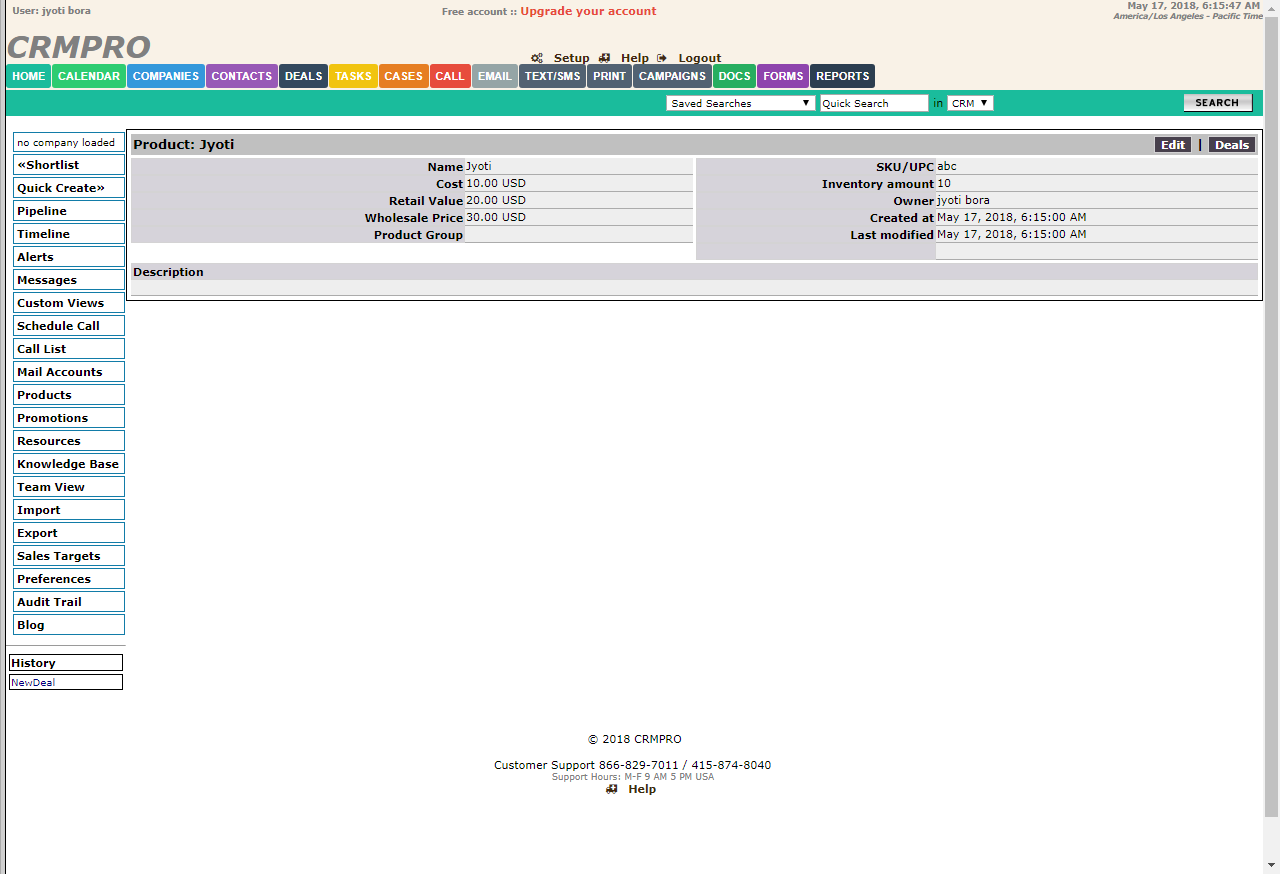 User: jyoti bora
Free account :: Upgrade your account
May 17, 2018, 6:15:47 AM
America/Los Angeles - Pacific Time
CRMPRO
Setup Help Logout
HOME CALENDAR COMPANIES CONTACTS DEALS TASKS CASES CALL EMAIL TEXT/SMS PRINT CAMPAIGNS DOCS FORMS REPORTS
Saved Searches Quick Search in CRM SEARCH
no company loaded
«Shortlist
Quick Create»
Pipeline
Timeline
Alerts
Messages
Custom Views
Schedule Call
Call List
Mail Accounts
Products
Promotions
Resources
Knowledge Base
Team View
Import
Export
Sales Targets
Preferences
Audit Trail
Blog
History
NewDeal
Product: Jyoti
Edit | Deals
Name Jyoti
Cost 10.00 USD
Retail Value 20.00 USD
Wholesale Price 30.00 USD
Product Group
SKU/UPC abc
Inventory amount 10
Owner jyoti bora
Created at May 17, 2018, 6:15:00 AM
Last modified May 17, 2018, 6:15:00 AM
Description
© 2018 CRMPRO
Customer Support 866-829-7011 / 415-874-8040
Support Hours: M-F 9 AM 5 PM USA
Help